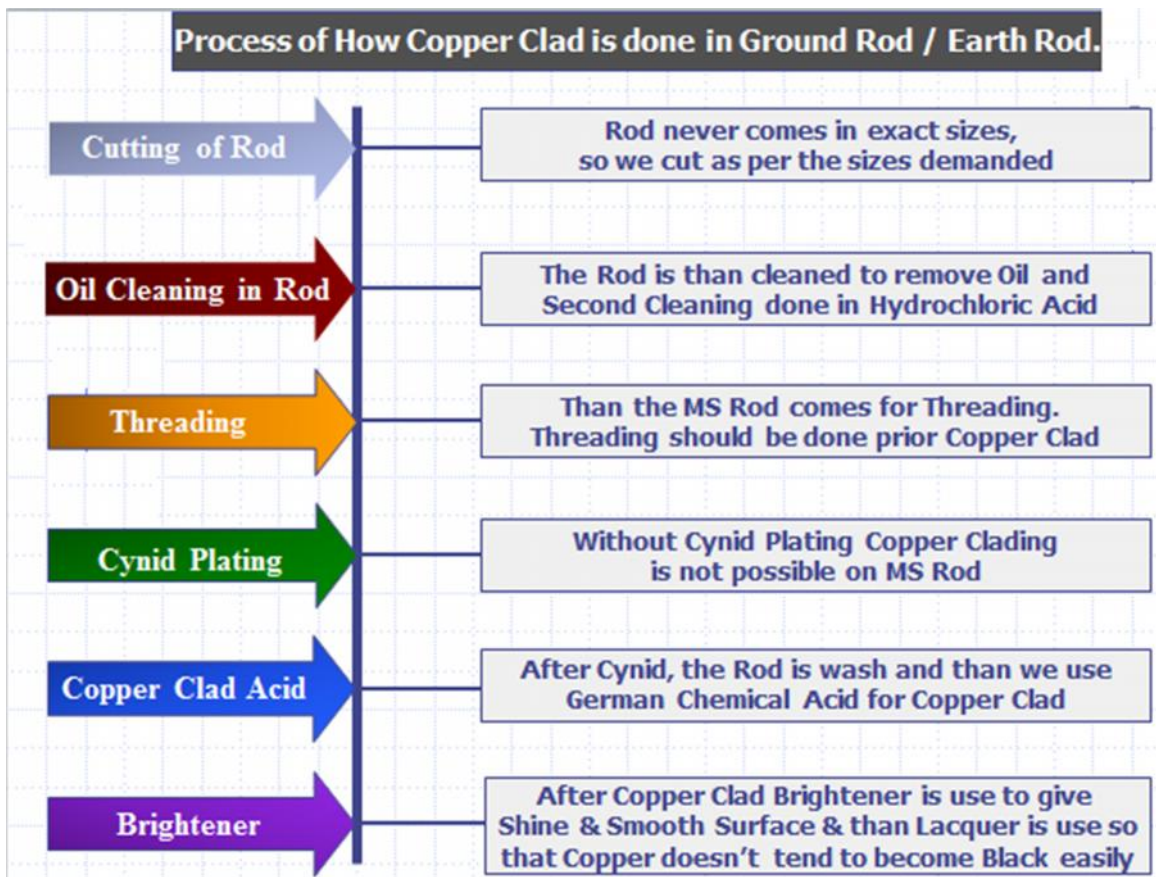 Process of How Copper Clad is done in Ground Rod / Earth Rod.
Cutting of Rod
Rod never comes in exact sizes,
so we cut as per the sizes demanded
Oil Cleaning in Rod
The Rod is than cleaned to remove Oil and
Second Cleaning done in Hydrochloric Acid
Threading
Than the MS Rod comes for Threading.
Threading should be done prior Copper Clad
Cynid Plating
Without Cynid Plating Copper Clading
is not possible on MS Rod
Copper Clad Acid
After Cynid, the Rod is wash and than we use
German Chemical Acid for Copper Clad
Brightener
After Copper Clad Brightener is use to give
Shine & Smooth Surface & than Lacquer is use so
that Copper doesn't tend to become Black easily